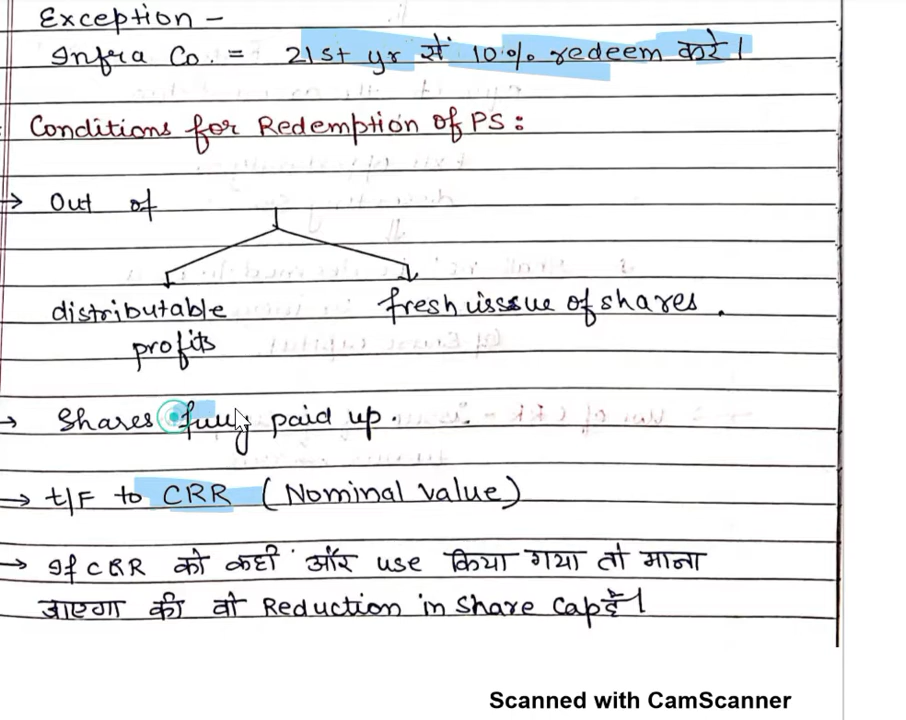 Exception -
Infra Co. = 21st yr से 10% redeem करे।
Conditions for Redemption of PS:
→ Out of
distributable profits
fresh issue of shares.
→ Shares fully paid up.
→ t/F to CRR (Nominal value)
→ If CRR को कही और use किया गया तो माना
जाएगा की वो Reduction in Share Cap है।
Scanned with CamScanner